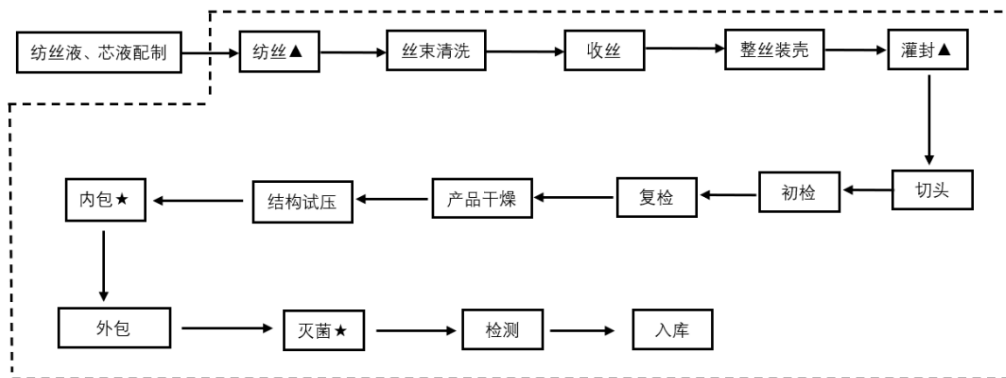 纺丝液、芯液配制
纺丝▲
丝束清洗
收丝
整丝装壳
灌封▲
切头
初检
复检
产品干燥
结构试压
内包★
外包
灭菌★
检测
入库